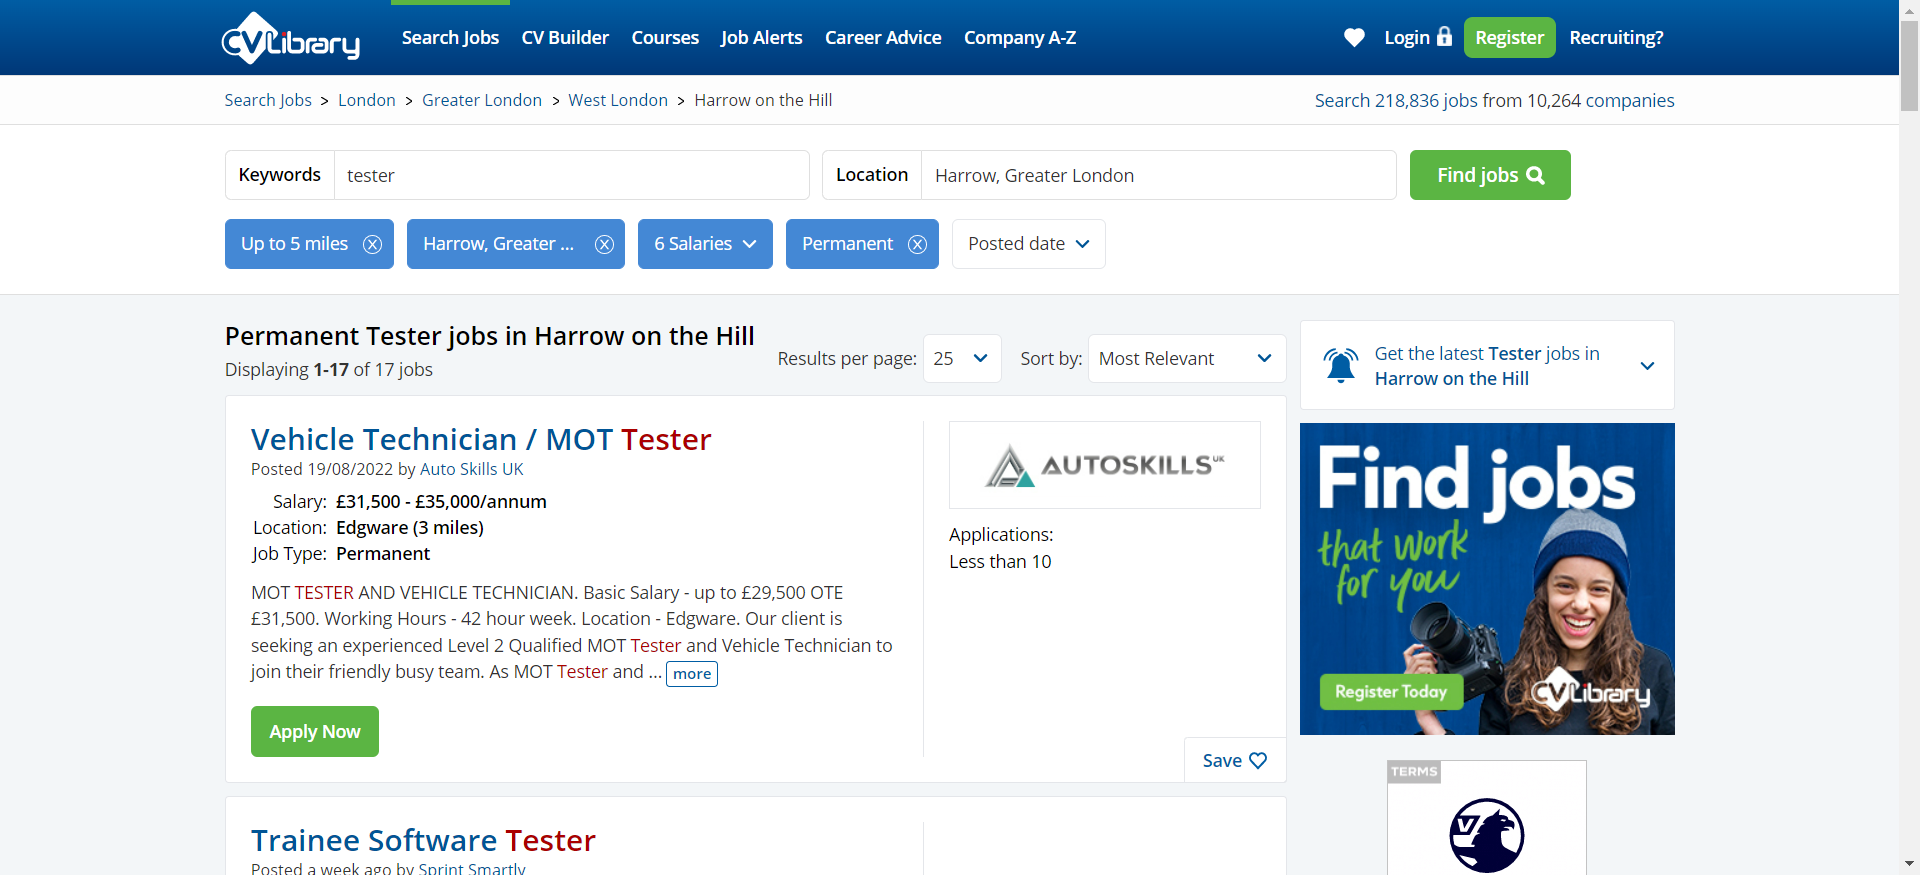 CVLibrary Search Jobs CV Builder Courses Job Alerts Career Advice Company A-Z Login Register Recruiting?
Search Jobs > London > Greater London > West London > Harrow on the Hill
Search 218,836 jobs from 10,264 companies
Keywords tester
Location Harrow, Greater London
Find jobs
Up to 5 miles
Harrow, Greater ...
6 Salaries
Permanent
Posted date
Permanent Tester jobs in Harrow on the Hill
Displaying 1-17 of 17 jobs
Results per page: 25
Sort by: Most Relevant
Vehicle Technician / MOT Tester
Posted 19/08/2022 by Auto Skills UK
Salary: £31,500 - £35,000/annum
Location: Edgware (3 miles)
Job Type: Permanent
MOT TESTER AND VEHICLE TECHNICIAN. Basic Salary - up to £29,500 OTE
£31,500. Working Hours - 42 hour week. Location - Edgware. Our client is
seeking an experienced Level 2 Qualified MOT Tester and Vehicle Technician to
join their friendly busy team. As MOT Tester and ... more
Apply Now
AUTOSKILLS UK
Applications:
Less than 10
Save
Trainee Software Tester
Posted a week ago by Sprint Smartly
Get the latest Tester jobs in
Harrow on the Hill
Find jobs
that work
for you
Register Today
CVLibrary
TERMS
V